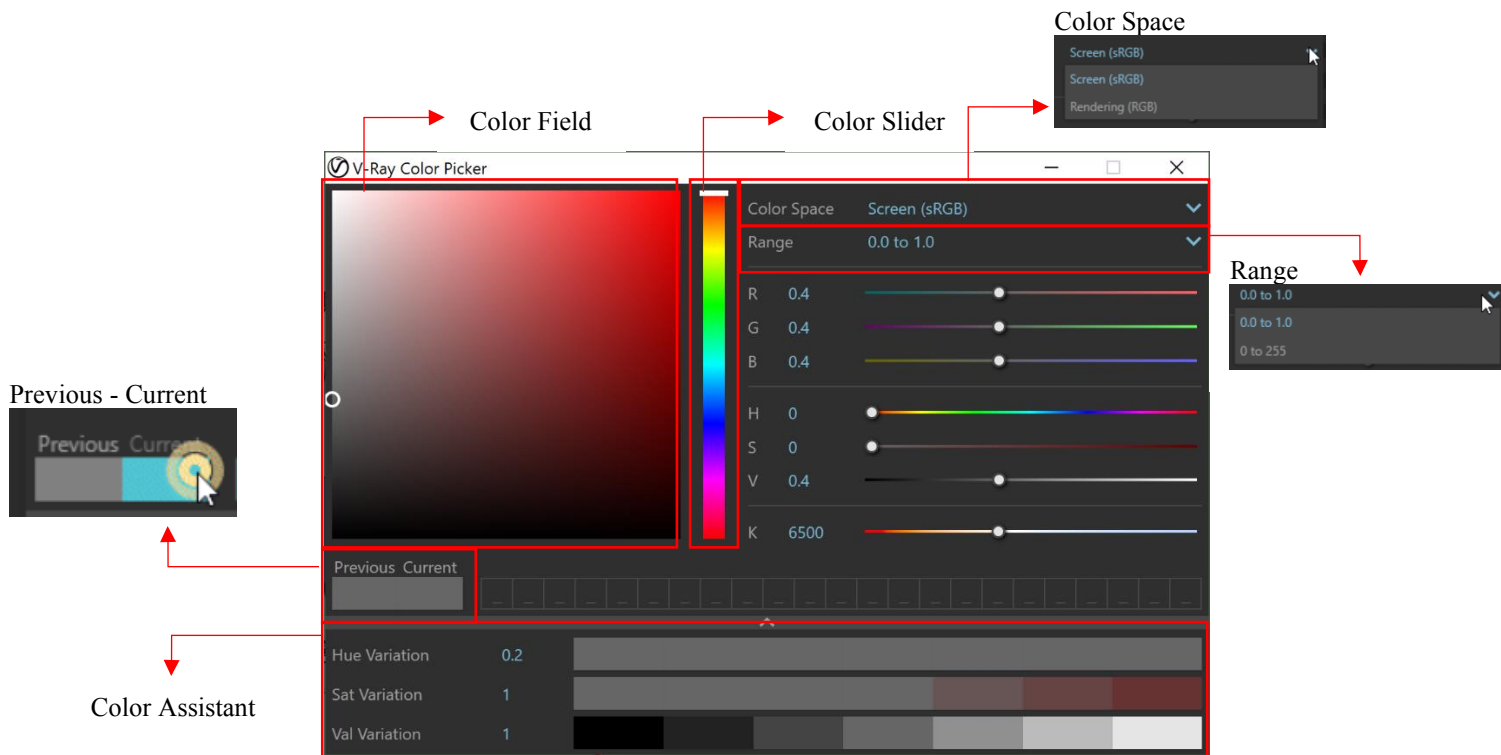 Color Space
Screen (sRGB)
Screen (sRGB)
Rendering (RGB)
Color Field
Color Slider
V-Ray Color Picker
Color Space Screen (sRGB)
Range 0.0 to 1.0
Range
0.0 to 1.0
0.0 to 1.0
0 to 255
R 0.4
G 0.4
B 0.4
H 0
S 0
V 0.4
K 6500
Previous - Current
Previous Current
Previous Current
Hue Variation 0.2
Sat Variation 1
Val Variation 1
Color Assistant